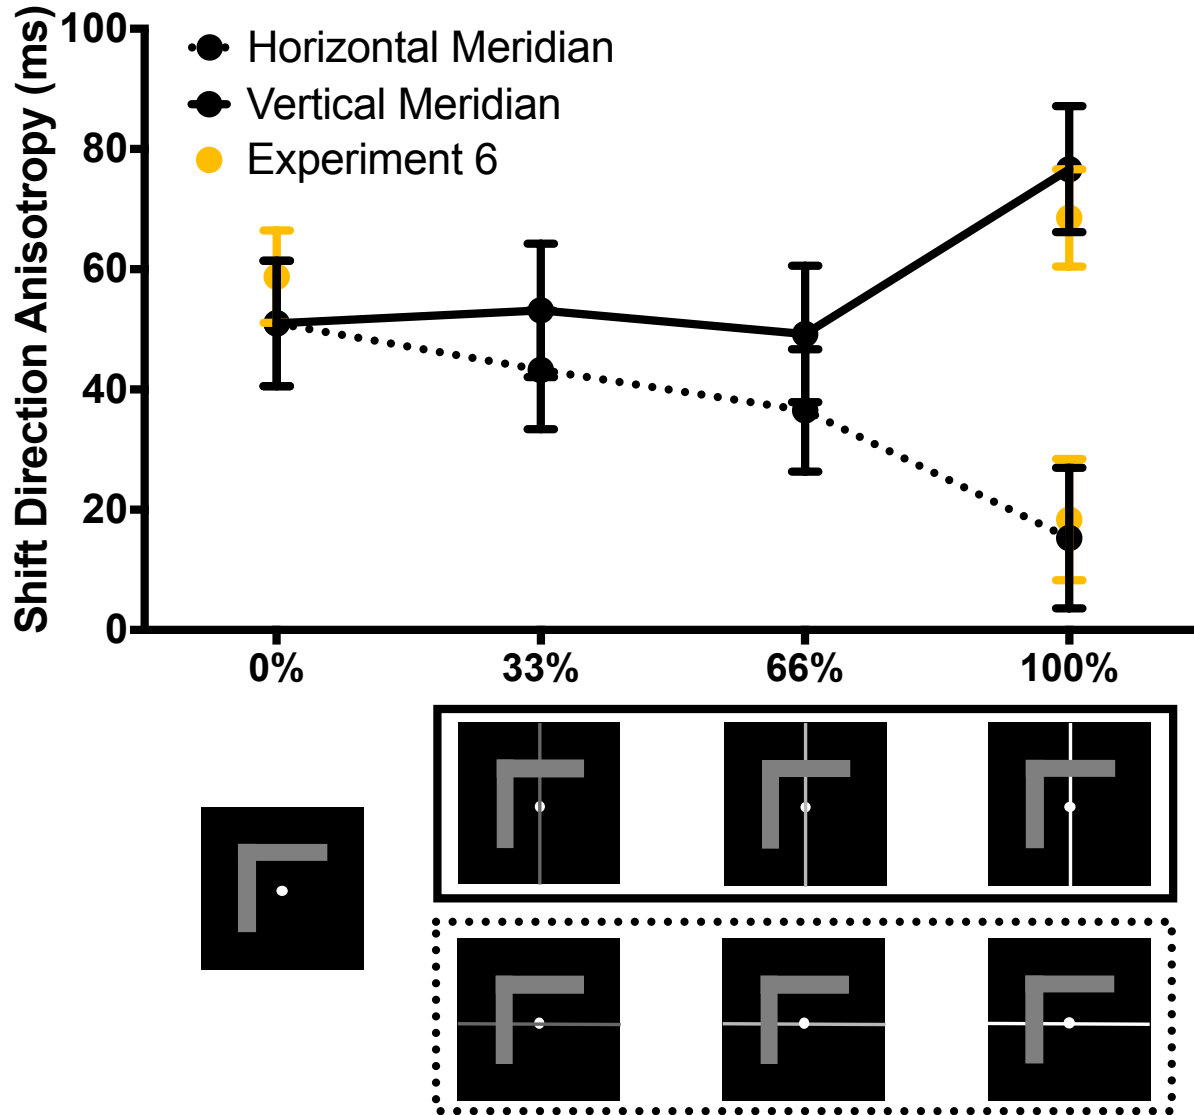 Shift Direction Anisotropy (ms)
100
80
60
40
20
0
Horizontal Meridian
Vertical Meridian
Experiment 6
0% 33% 66% 100%